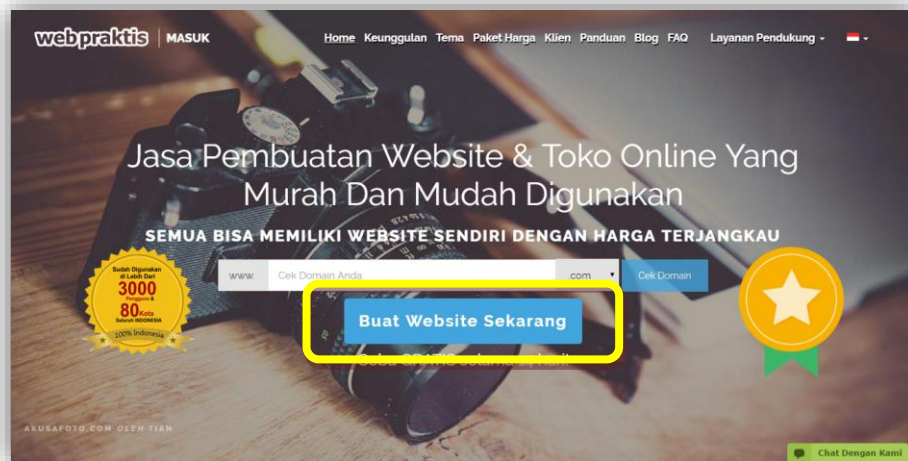 webpraktis | MASUK
Home Keunggulan Tema Paket Harga Klien Panduan Blog FAQ Layanan Pendukung
Jasa Pembuatan Website & Toko Online Yang
Murah Dan Mudah Digunakan
SEMUA BISA MEMILIKI WEBSITE SENDIRI DENGAN HARGA TERJANGKAU
Sudah Digunakan
di Lebih Dari
3000
Pengguna &
80 Kota
Seluruh INDONESIA
100% Indonesia
www. Cek Domain Anda .com Cek Domain
Buat Website Sekarang
AKUSAFOTO.COM OLEH TIAN
Chat Dengan Kami